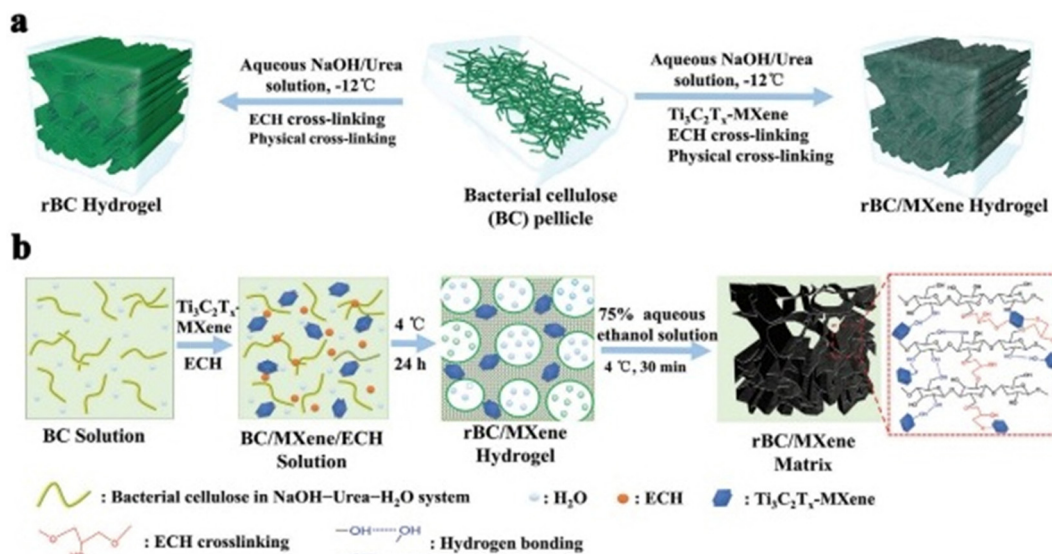 a
Aqueous NaOH/Urea
solution, -12℃
ECH cross-linking
Physical cross-linking
Aqueous NaOH/Urea
solution, -12℃
Ti₃C₂Tₓ-MXene
ECH cross-linking
Physical cross-linking
rBC Hydrogel
Bacterial cellulose
(BC) pellicle
rBC/MXene Hydrogel
b
Ti₃C₂Tₓ-
MXene
ECH
4 ℃
24 h
75% aqueous
ethanol solution
4 ℃, 30 min
BC Solution
BC/MXene/ECH
Solution
rBC/MXene
Hydrogel
rBC/MXene
Matrix
: Bacterial cellulose in NaOH−Urea−H₂O system
: H₂O
: ECH
: Ti₃C₂Tₓ-MXene
: ECH crosslinking
—OH
OH
: Hydrogen bonding